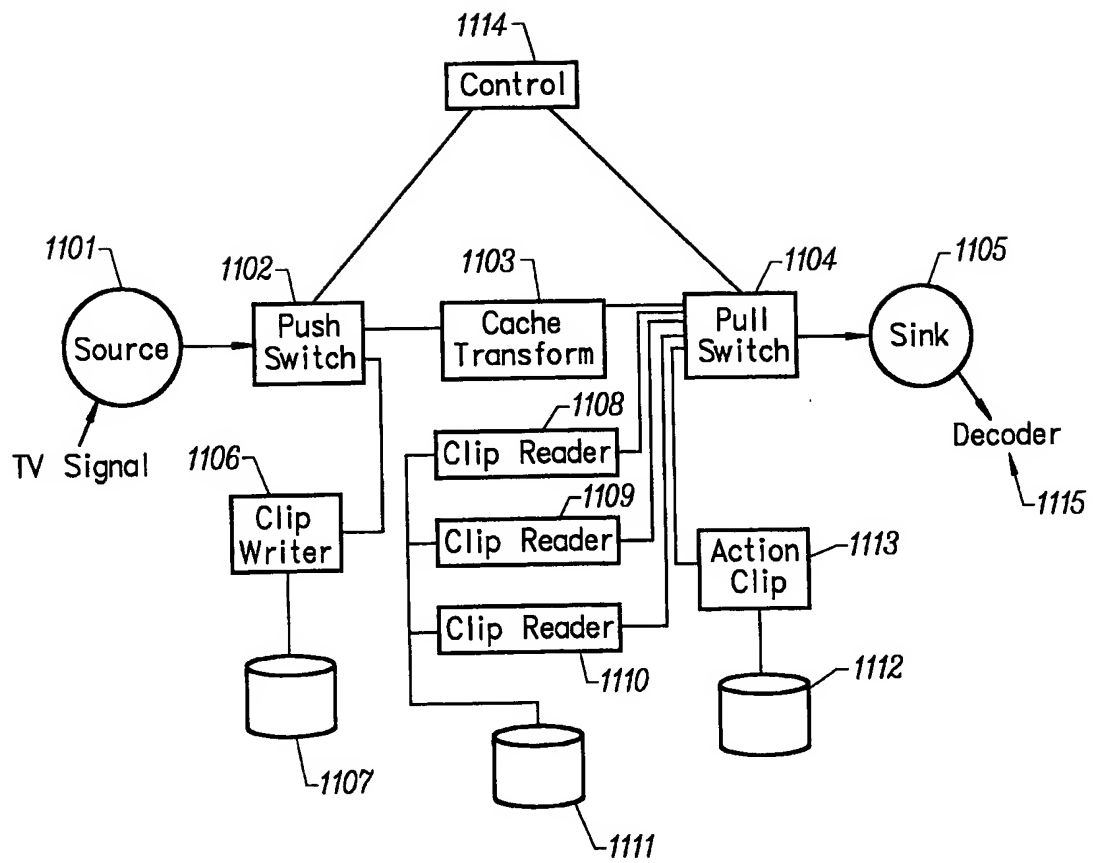 1114
Control
1101
1102
1103
1104
1105
Source
Push
Switch
Cache
Transform
Pull
Switch
Sink
TV Signal
Decoder
1115
1106
Clip
Writer
1107
1108
Clip Reader
1109
Clip Reader
Clip Reader
1110
1111
Action
Clip
1113
1112